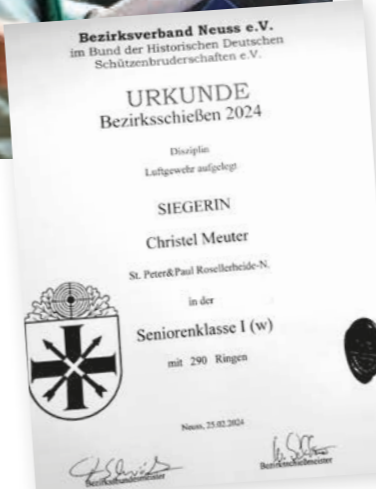 Bezirksverband Neuss e.V.
im Bund der Historischen Deutschen
Schützenbruderschaften e.V.
URKUNDE
Bezirksschießen 2024
Disziplin
Luftgewehr aufgelegt
SIEGERIN
Christel Meuter
St. Peter&Paul Rosellerheide-N.
in der
Seniorenklasse I (w)
mit 290 Ringen
Neuss, 25.02.2024
Bezirksbundesmeister
Bezirksschießmeister